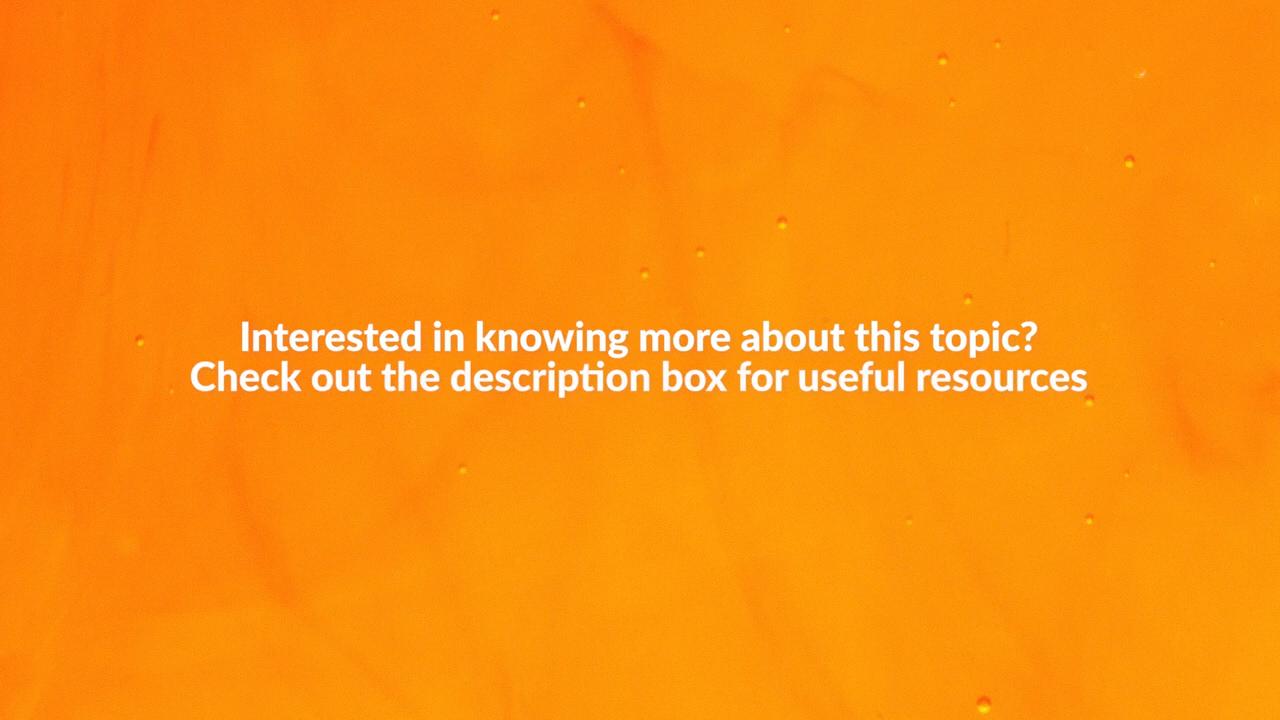 Interested in knowing more about this topic?
Check out the description box for useful resources